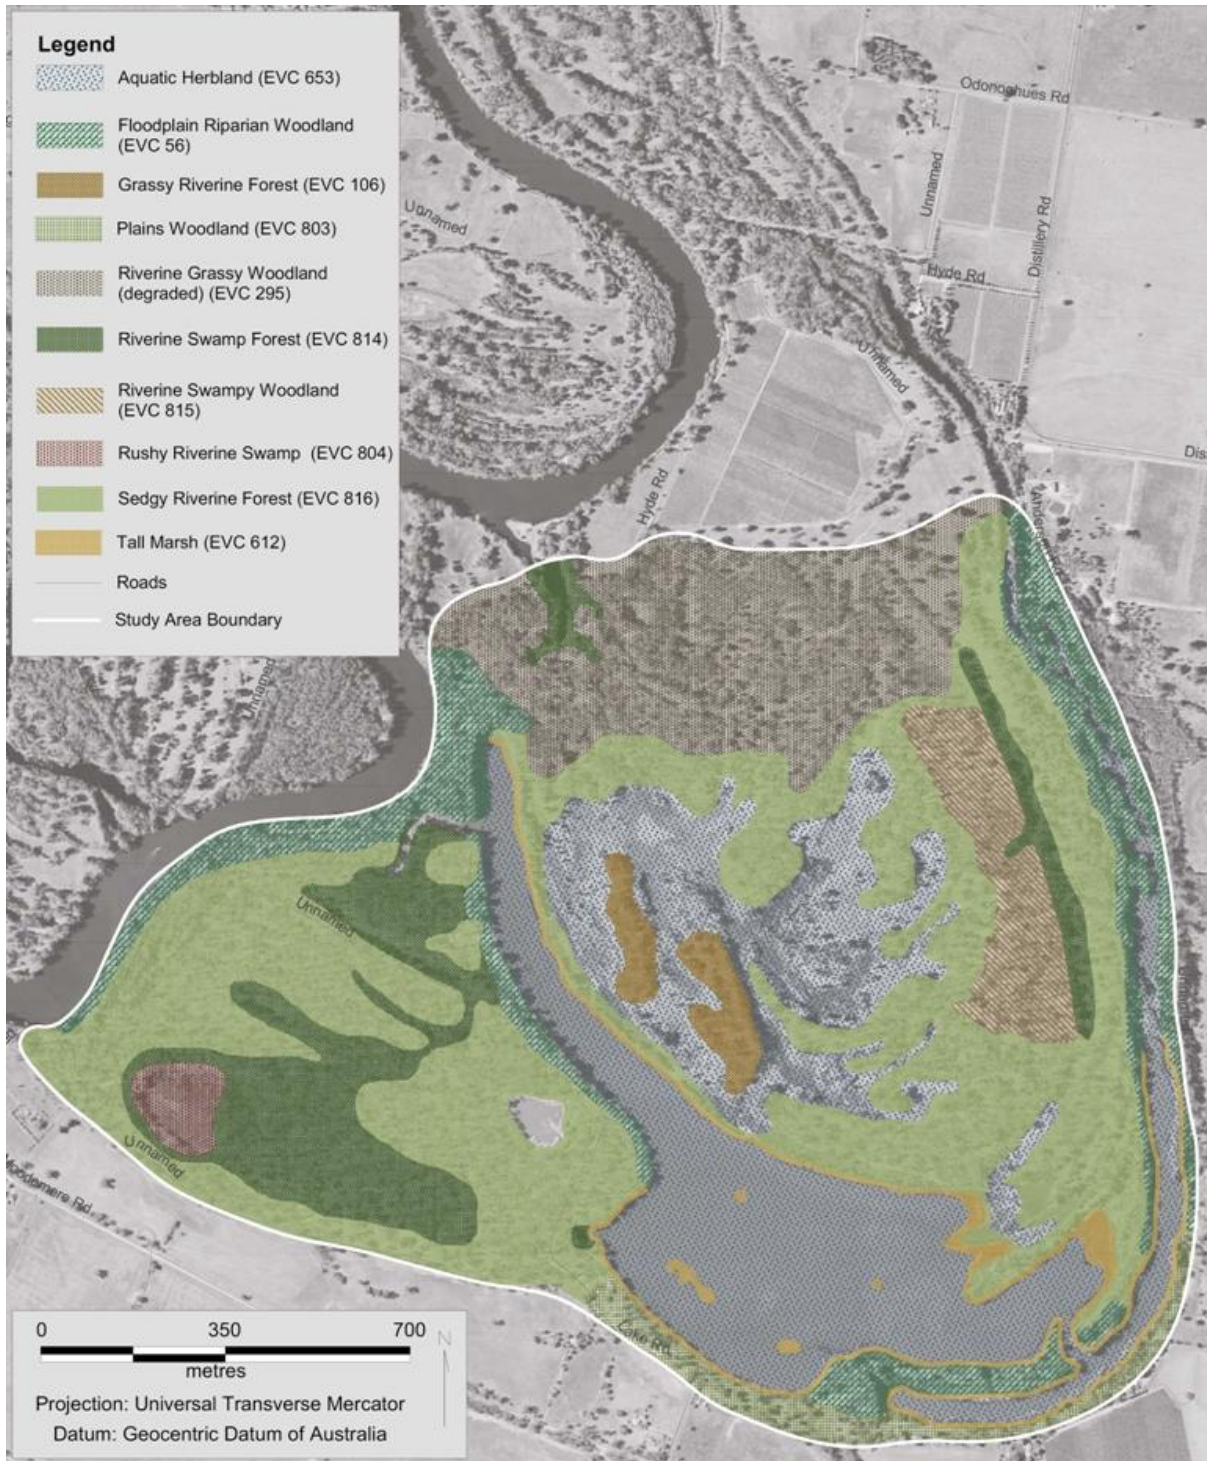 Legend
Aquatic Herbland (EVC 653)
Floodplain Riparian Woodland
(EVC 56)
Grassy Riverine Forest (EVC 106)
Plains Woodland (EVC 803)
Riverine Grassy Woodland
(degraded) (EVC 295)
Riverine Swamp Forest (EVC 814)
Riverine Swampy Woodland
(EVC 815)
Rushy Riverine Swamp (EVC 804)
Sedgy Riverine Forest (EVC 816)
Tall Marsh (EVC 612)
Roads
Study Area Boundary
Odonoghues Rd
Unnamed
Unnamed
Distillery Rd
Hyde Rd
Unnamed
Hyde Rd
Dis
Unnamed
Unnamed
Unnamed
Lake Rd
0 350 700
metres
N
Projection: Universal Transverse Mercator
Datum: Geocentric Datum of Australia